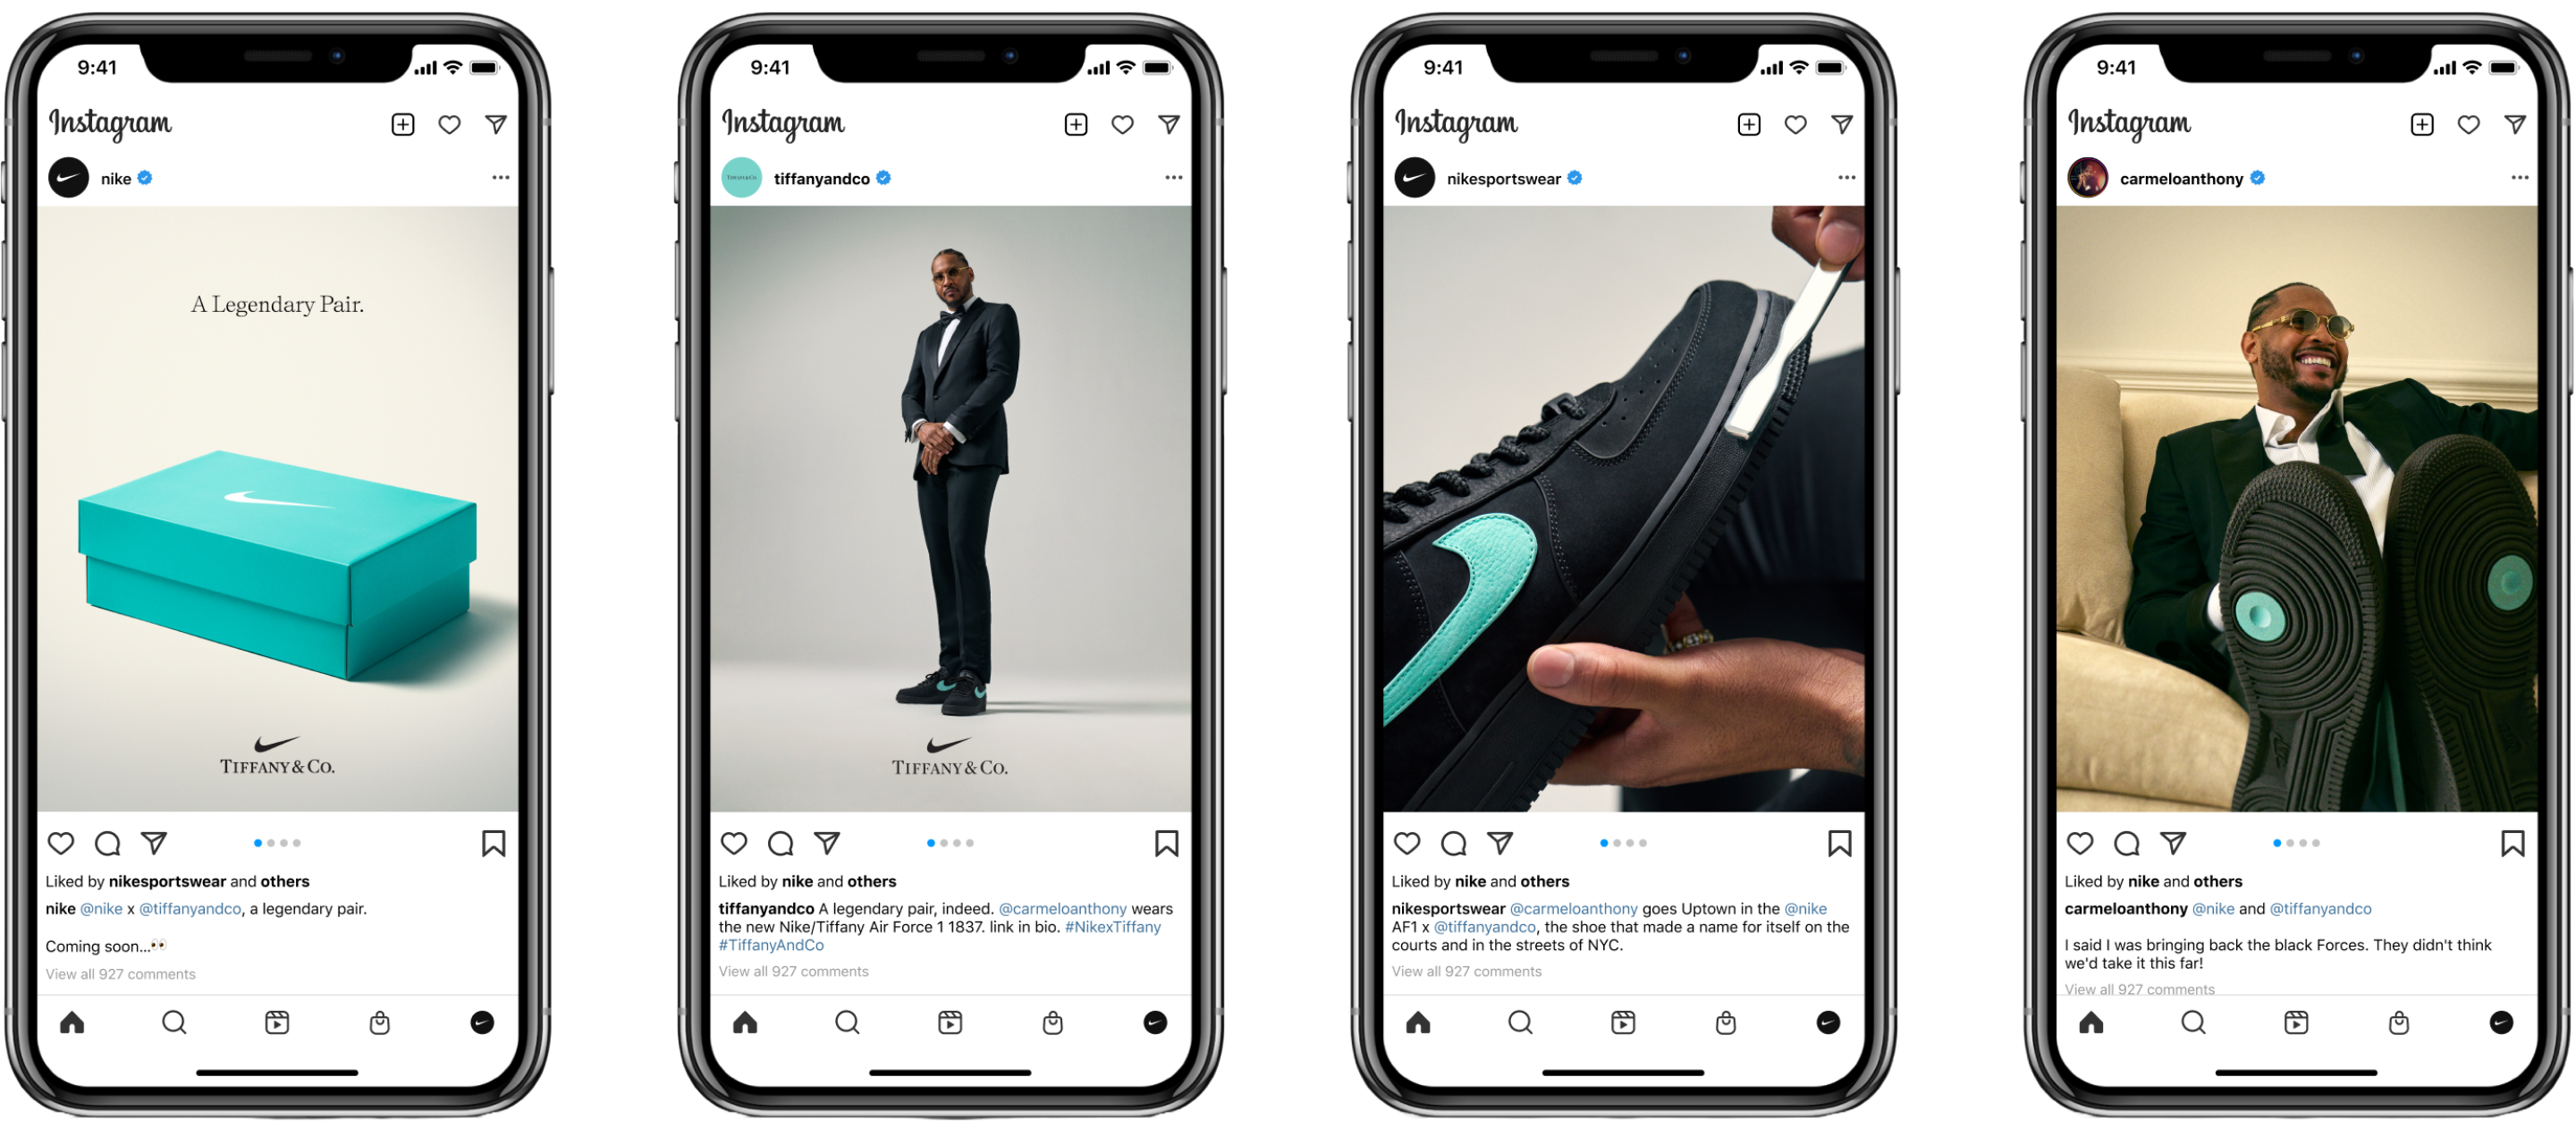 9:41
Instagram
nike
A Legendary Pair.
TIFFANY & CO.
Liked by nikesportswear and others
nike @nike x @tiffanyandco, a legendary pair.
Coming soon...👀
View all 927 comments
9:41
Instagram
TIFFANY & CO.
tiffanyandco
TIFFANY & CO.
Liked by nike and others
tiffanyandco A legendary pair, indeed. @carmeloanthony wears
the new Nike/Tiffany Air Force 1 1837. link in bio. #NikexTiffany
#TiffanyAndCo
View all 927 comments
9:41
Instagram
nikesportswear
Liked by nike and others
nikesportswear @carmeloanthony goes Uptown in the @nike
AF1 x @tiffanyandco, the shoe that made a name for itself on the
courts and in the streets of NYC.
View all 927 comments
9:41
Instagram
carmeloanthony
Liked by nike and others
carmeloanthony @nike and @tiffanyandco
I said I was bringing back the black Forces. They didn't think
we'd take it this far!
View all 927 comments